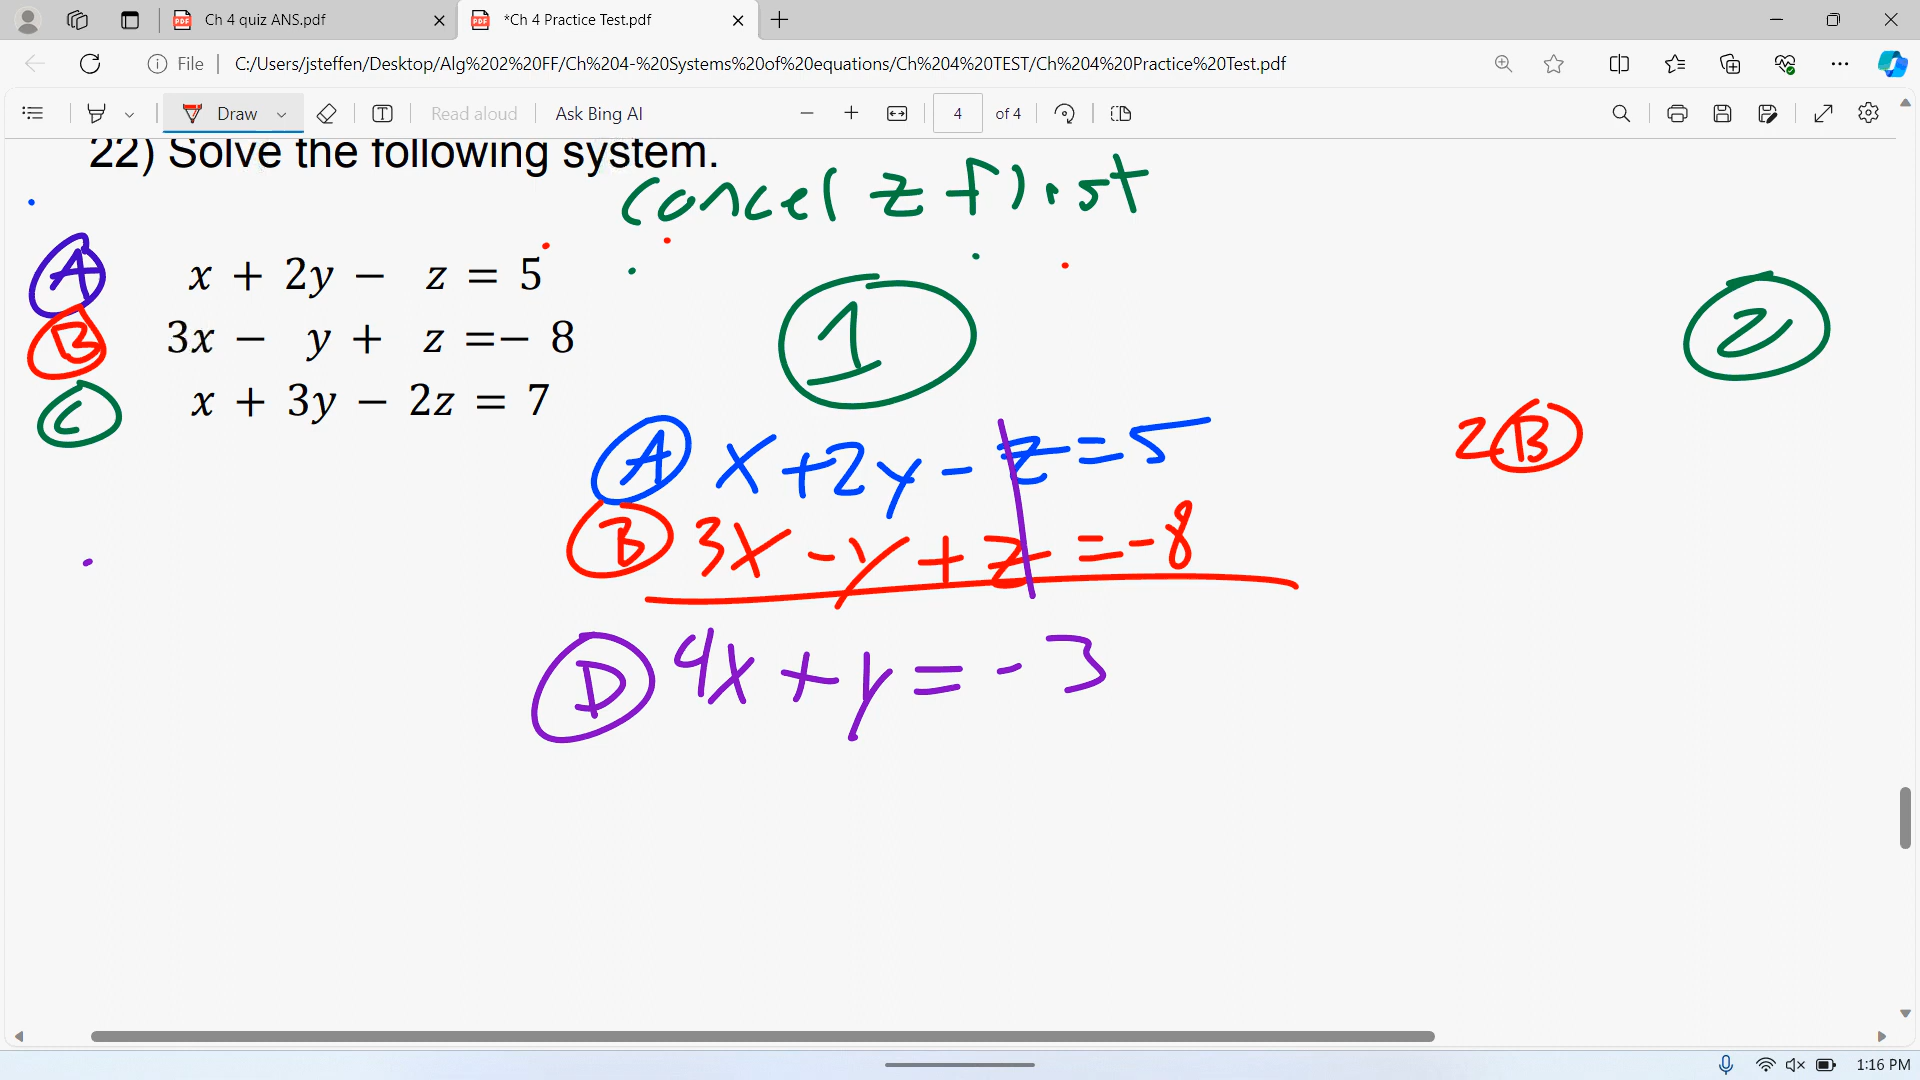 Ch 4 quiz ANS.pdf
*Ch 4 Practice Test.pdf
File
C:/Users/jsteffen/Desktop/Alg%202%20FF/Ch%204-%20Systems%20of%20equations/Ch%204%20TEST/Ch%204%20Practice%20Test.pdf
Draw
Read aloud
Ask Bing AI
4 of 4
22) Solve the following system.
cancel z first
A x + 2y − z = 5
B 3x − y + z =− 8
C x + 3y − 2z = 7
1
A x+2y-z=5
B 3x-y+z=-8
D 4x+y=-3
2
2B
1:16 PM